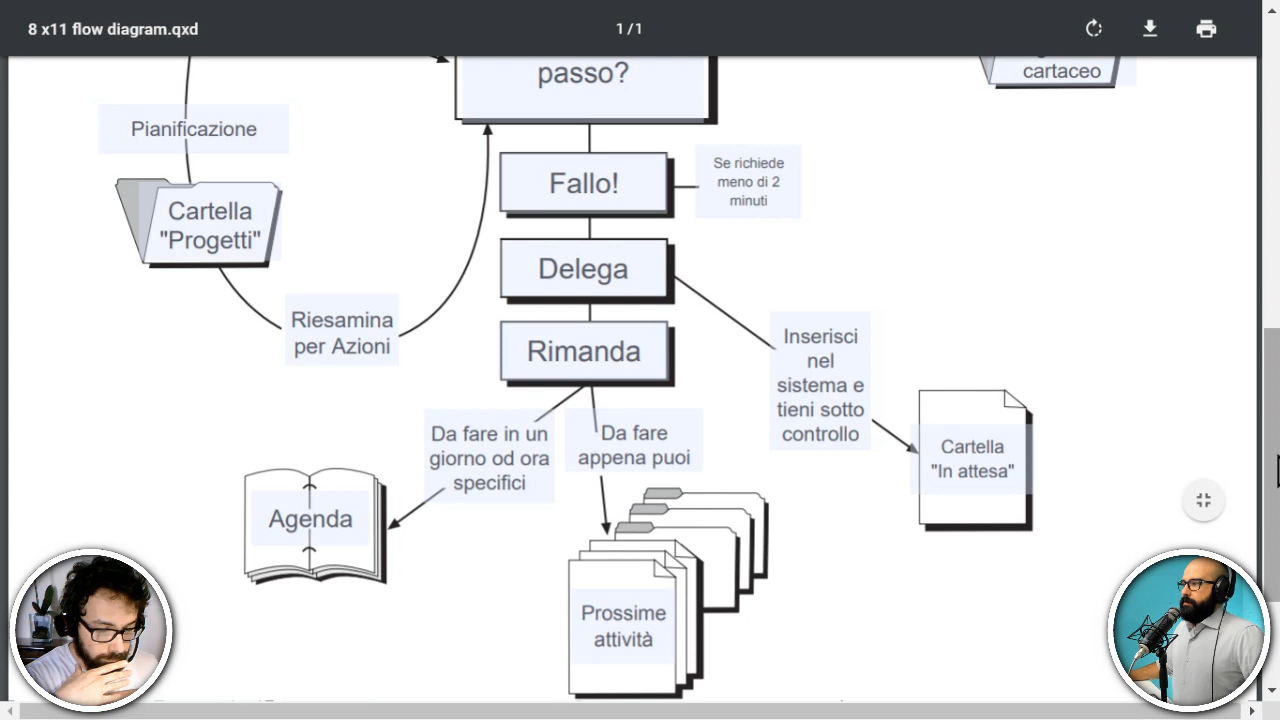 8 x11 flow diagram.qxd
1 / 1
passo?
cartaceo
Pianificazione
Fallo!
Se richiede
meno di 2
minuti
Cartella
"Progetti"
Delega
Riesamina
per Azioni
Rimanda
Inserisci
nel
sistema e
tieni sotto
controllo
Da fare in un
giorno od ora
specifici
Da fare
appena puoi
Cartella
"In attesa"
Agenda
Prossime
attività